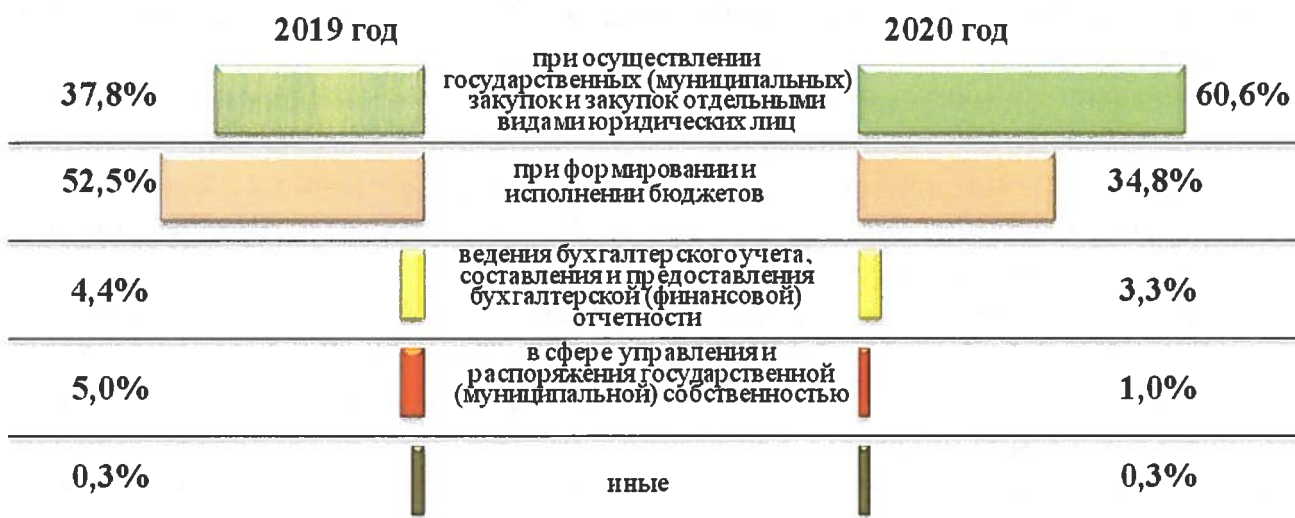 2019 год
2020 год
37,8%
при осуществлении
государственных (муниципальных)
закупок и закупок отдельными
видами юридических лиц
60,6%
52,5%
при формировании и
исполнении бюджетов
34,8%
4,4%
ведения бухгалтерского учета,
составления и предоставления
бухгалтерской (финансовой)
отчетности
3,3%
5,0%
в сфере управления и
распоряжения государственной
(муниципальной) собственностью
1,0%
0,3%
иные
0,3%